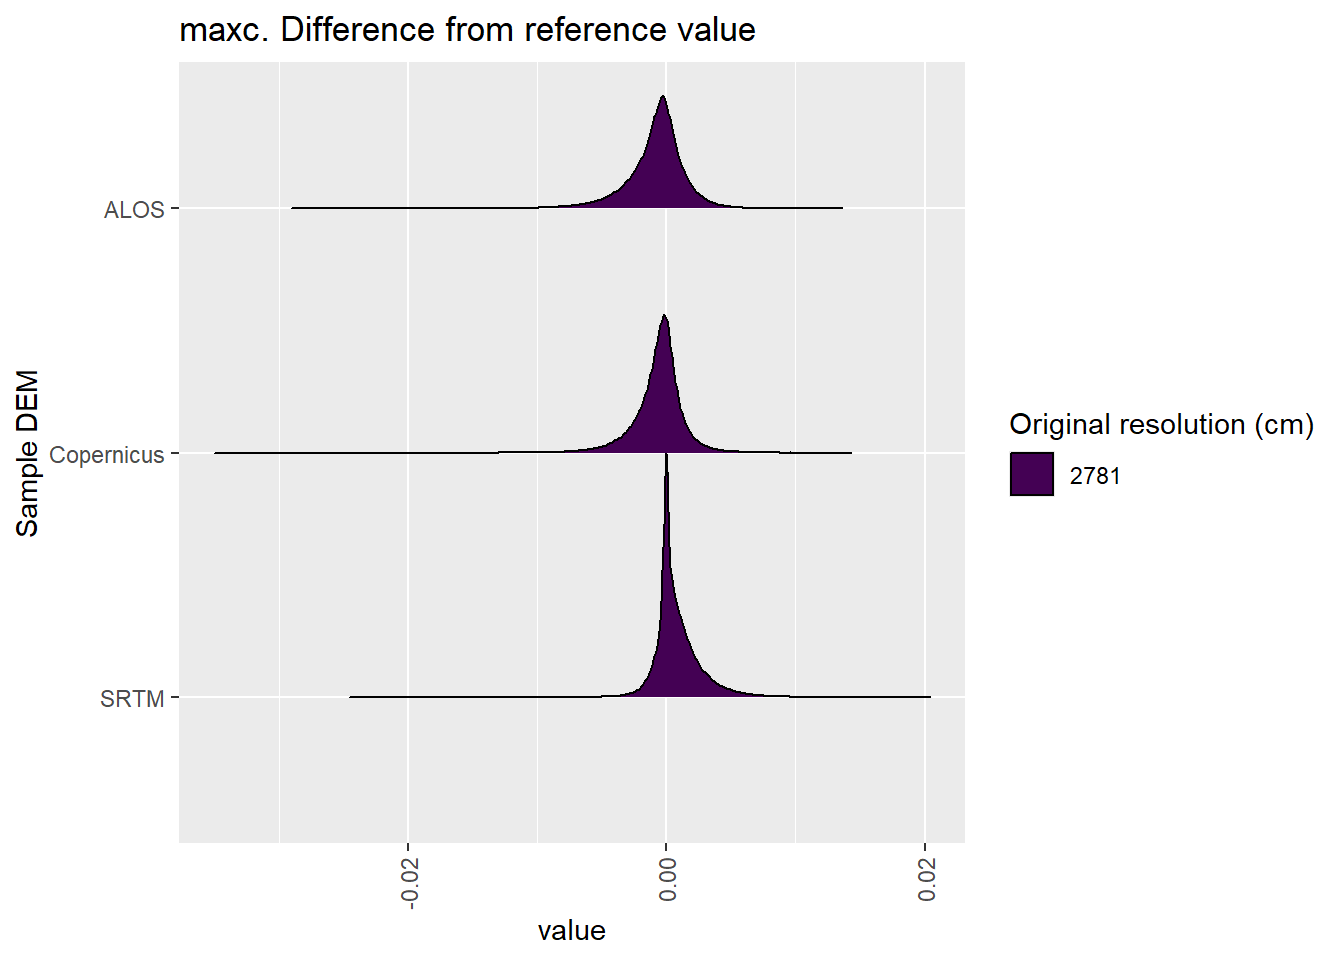 maxc. Difference from reference value
ALOS
Copernicus
SRTM
Sample DEM
-0.02
0.00
0.02
value
Original resolution (cm)
2781